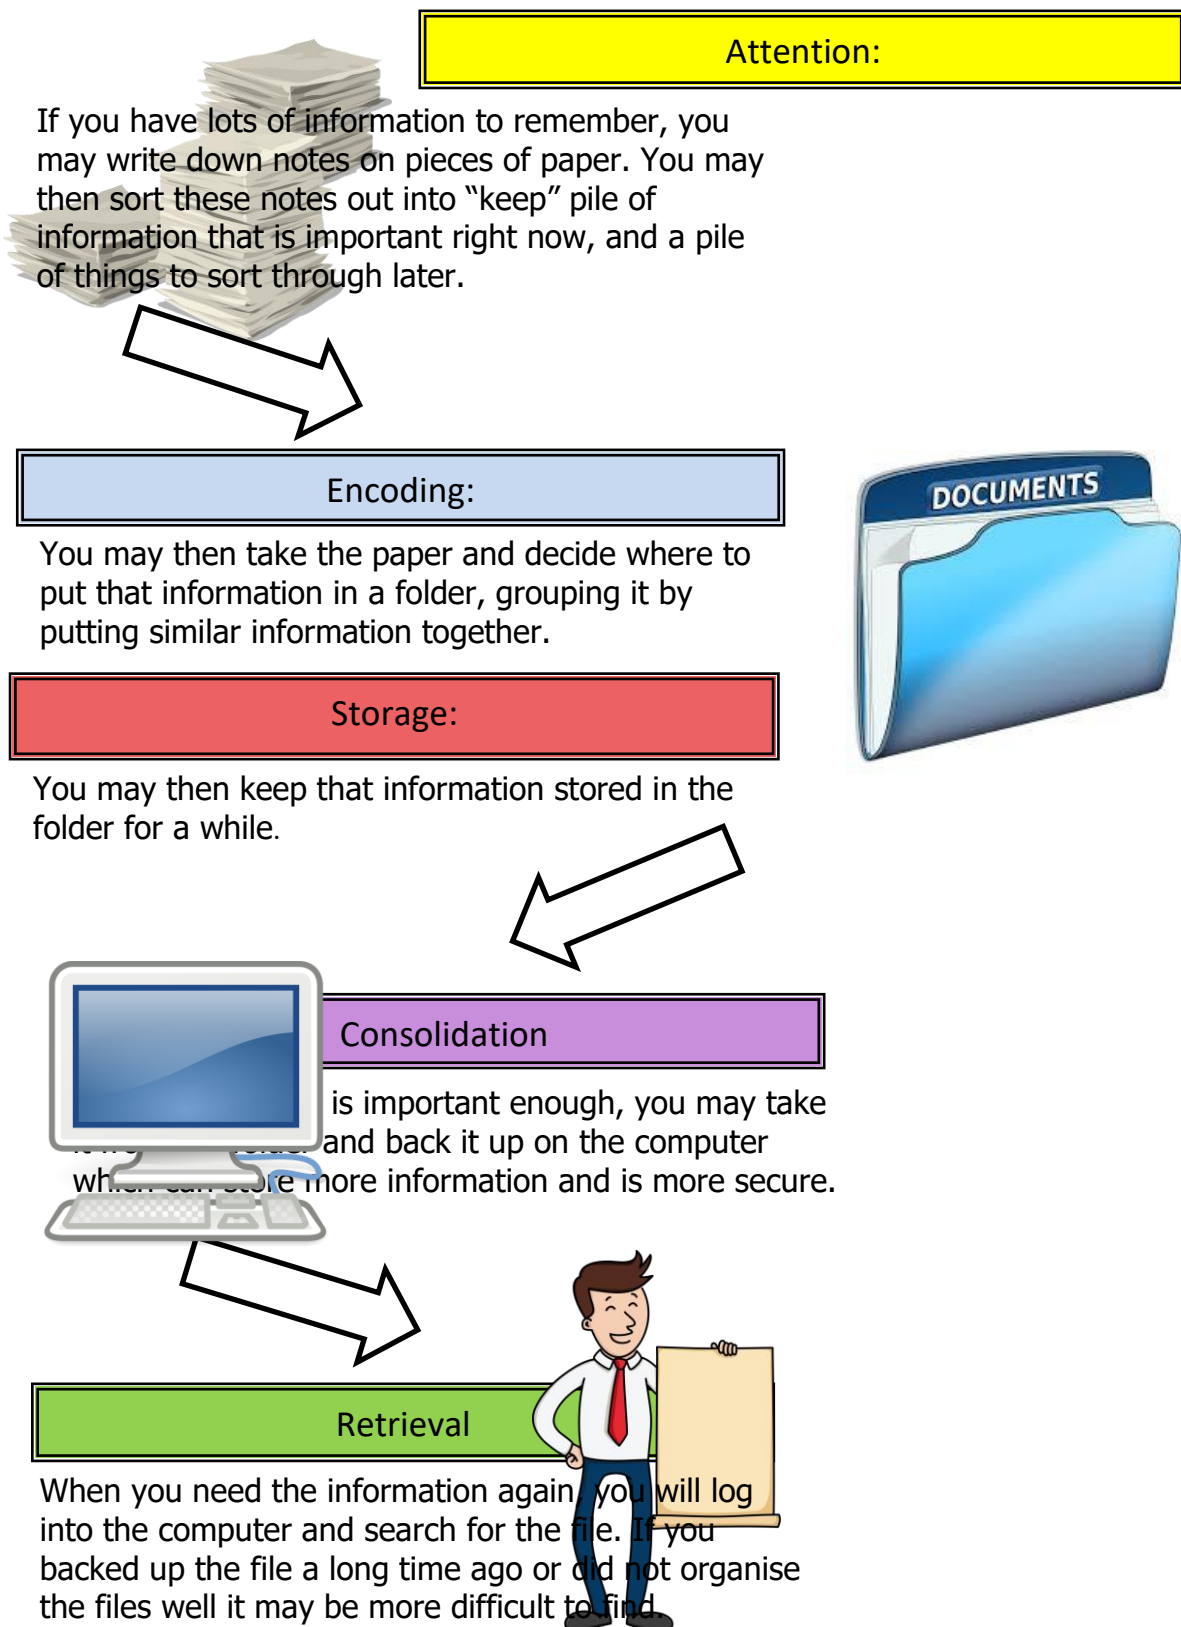 Attention:
If you have lots of information to remember, you
may write down notes on pieces of paper. You may
then sort these notes out into “keep” pile of
information that is important right now, and a pile
of things to sort through later.
Encoding:
DOCUMENTS
You may then take the paper and decide where to
put that information in a folder, grouping it by
putting similar information together.
Storage:
You may then keep that information stored in the
folder for a while.
Consolidation
is important enough, you may take
and back it up on the computer
which can store more information and is more secure.
Retrieval
When you need the information again, you will log
into the computer and search for the file. If you
backed up the file a long time ago or did not organise
the files well it may be more difficult to find.